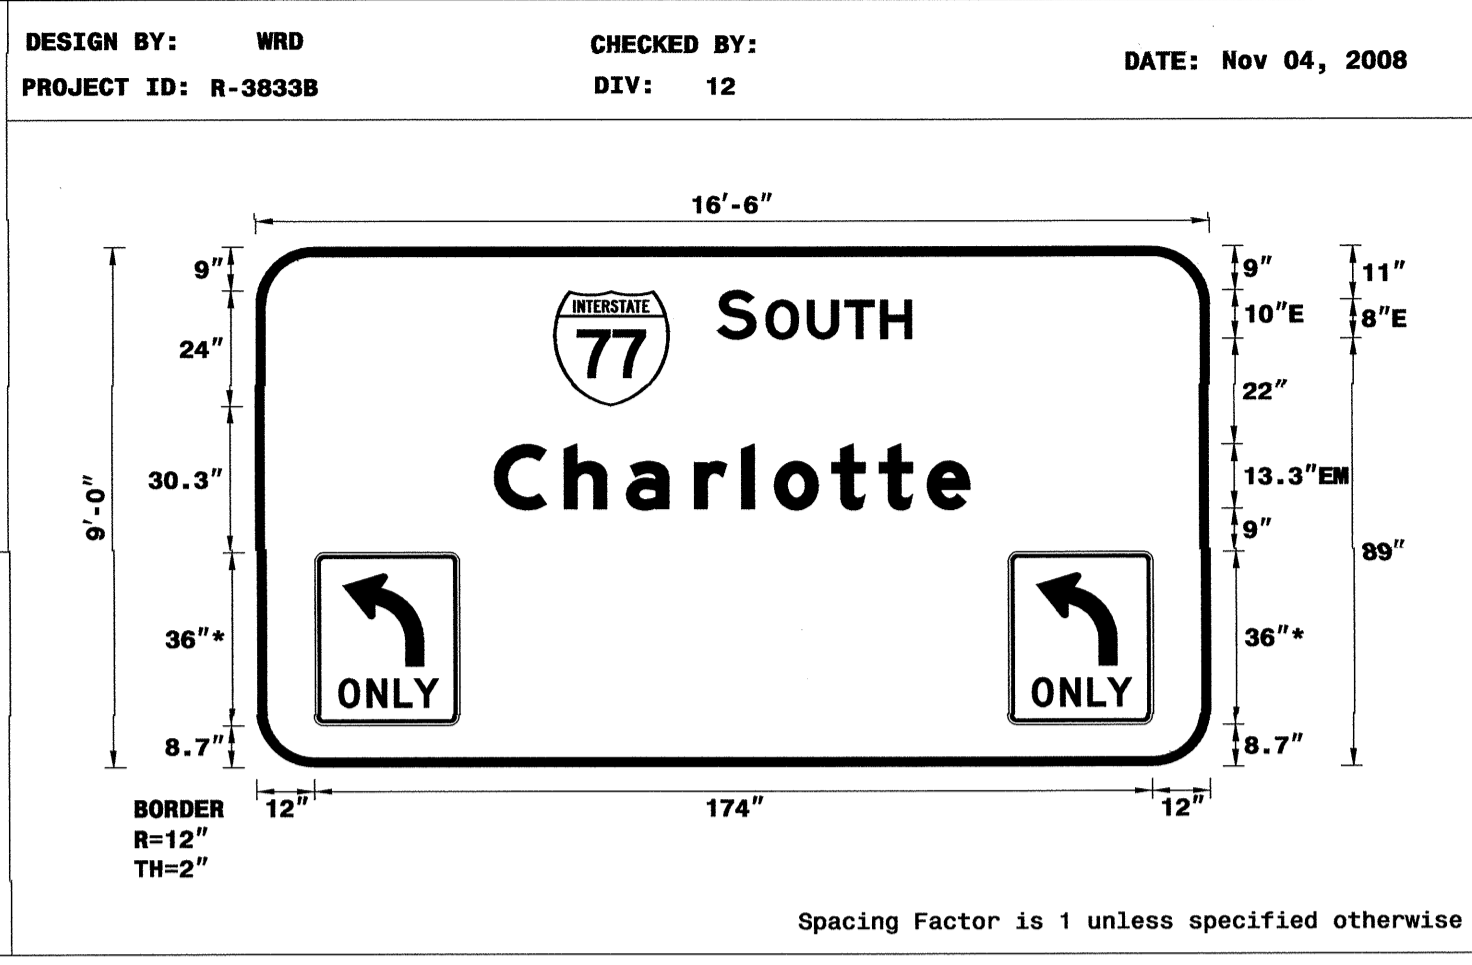 DESIGN BY: WRD CHECKED BY: DATE: Nov 04, 2008
PROJECT ID: R-3833B DIV: 12
16'-6"
9" 9" 11"
INTERSTATE SOUTH 10"E 8"E
77
24" 22"
9'-0" 30.3" Charlotte 13.3"EM
9" 89"
36"* ONLY ONLY 36"*
8.7" 8.7"
BORDER 12" 174" 12"
R=12"
TH=2"
Spacing Factor is 1 unless specified otherwise